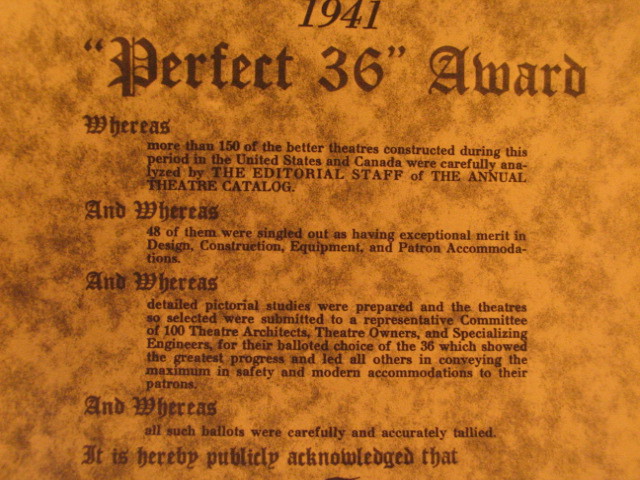 1941
"Perfect 36" Award
Whereas
more than 150 of the better theatres constructed during this
period in the United States and Canada were carefully ana-
lyzed by THE EDITORIAL STAFF of THE ANNUAL
THEATRE CATALOG.
And Whereas
48 of them were singled out as having exceptional merit in
Design, Construction, Equipment, and Patron Accommoda-
tions.
And Whereas
detailed pictorial studies were prepared and the theatres
so selected were submitted to a representative Committee
of 100 Theatre Architects, Theatre Owners, and Specializing
Engineers, for their balloted choice of the 36 which showed
the greatest progress and led all others in conveying the
maximum in safety and modern accommodations to their
patrons.
And Whereas
all such ballots were carefully and accurately tallied.
It is hereby publicly acknowledged that